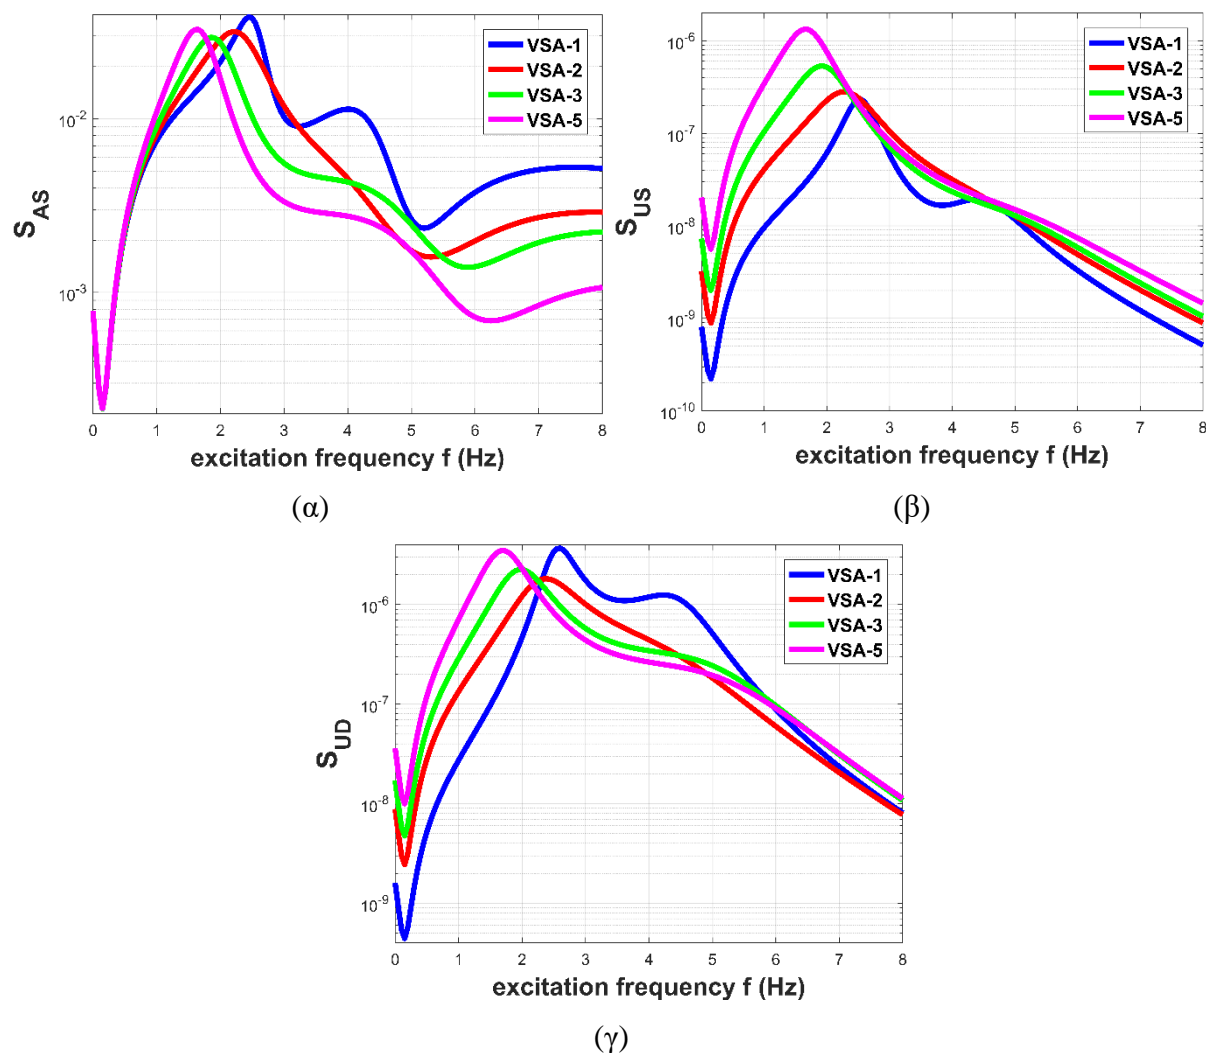 S_AS
10^-2
10^-3
0 1 2 3 4 5 6 7 8
excitation frequency f (Hz)
VSA-1
VSA-2
VSA-3
VSA-5
(α)
S_US
10^-6
10^-7
10^-8
10^-9
10^-10
0 1 2 3 4 5 6 7 8
excitation frequency f (Hz)
VSA-1
VSA-2
VSA-3
VSA-5
(β)
S_UD
10^-6
10^-7
10^-8
10^-9
0 1 2 3 4 5 6 7 8
excitation frequency f (Hz)
VSA-1
VSA-2
VSA-3
VSA-5
(γ)